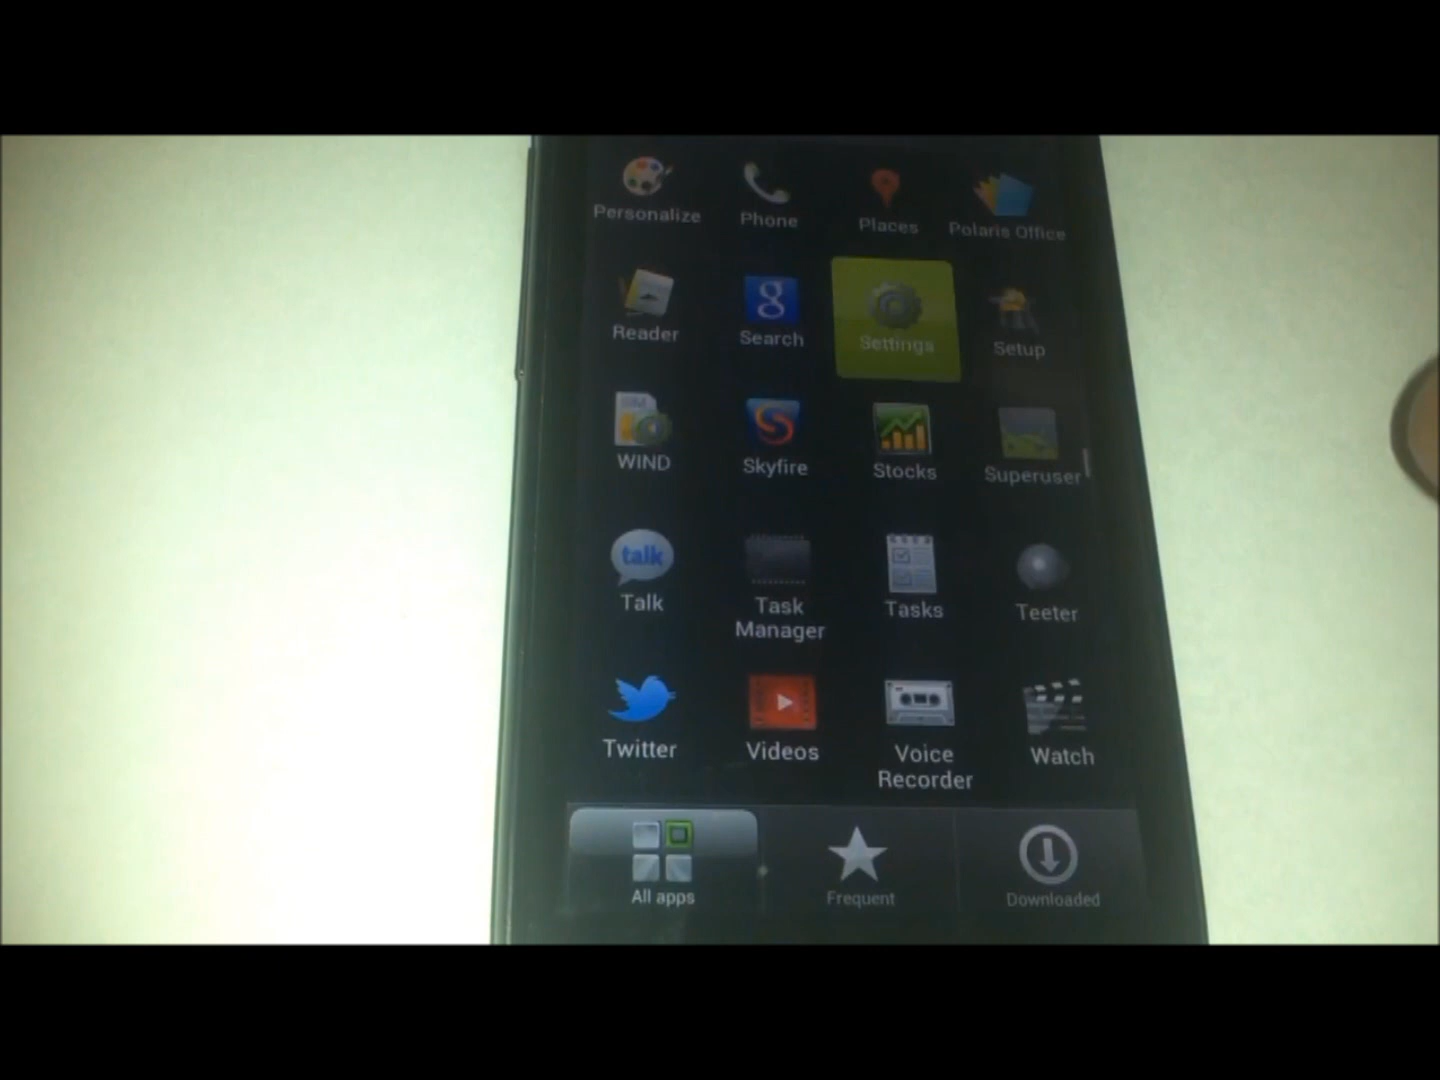 Personalize
Phone
Places
Polaris Office
Reader
g
Search
Settings
Setup
WIND
Skyfire
Stocks
Superuser
talk
Talk
Task
Manager
Tasks
Teeter
Twitter
Videos
Voice
Recorder
Watch
All apps
Frequent
Downloaded